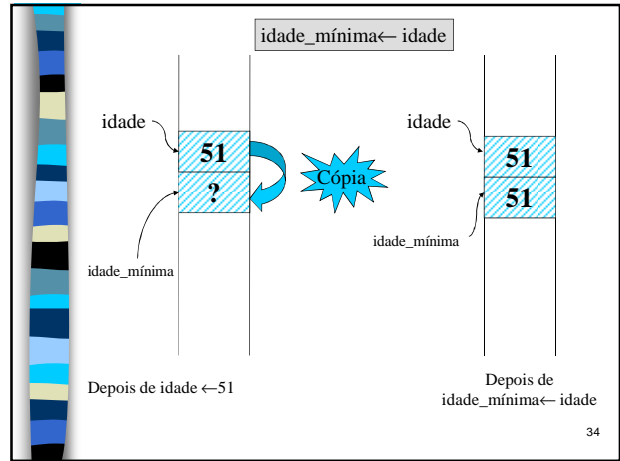 idade_mínima← idade
idade
51
?
Cópia
idade_mínima
Depois de idade ←51
idade
51
51
idade_mínima
Depois de
idade_mínima← idade
34